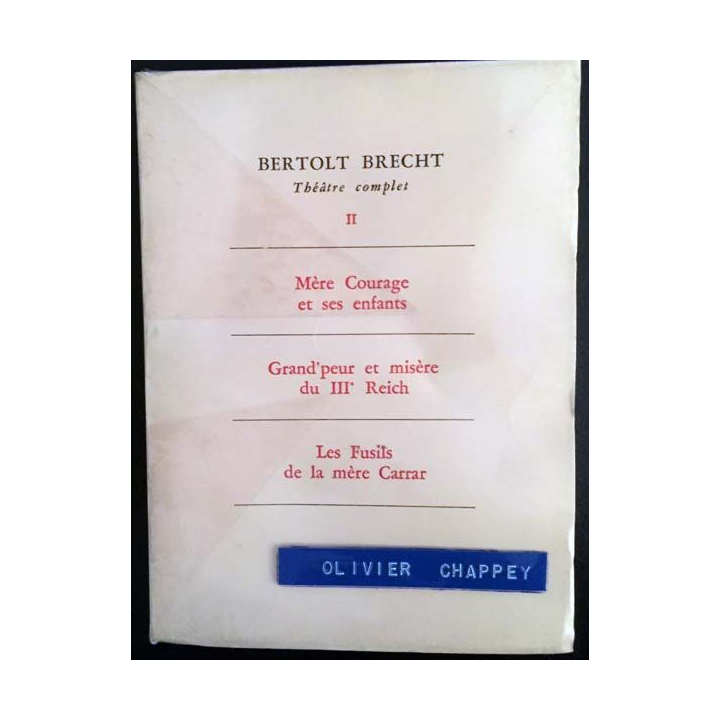 BERTOLT BRECHT
Théâtre complet
II
Mère Courage
et ses enfants
Grand'peur et misère
du IIIᵉ Reich
Les Fusils
de la mère Carrar
OLIVIER CHAPPEY